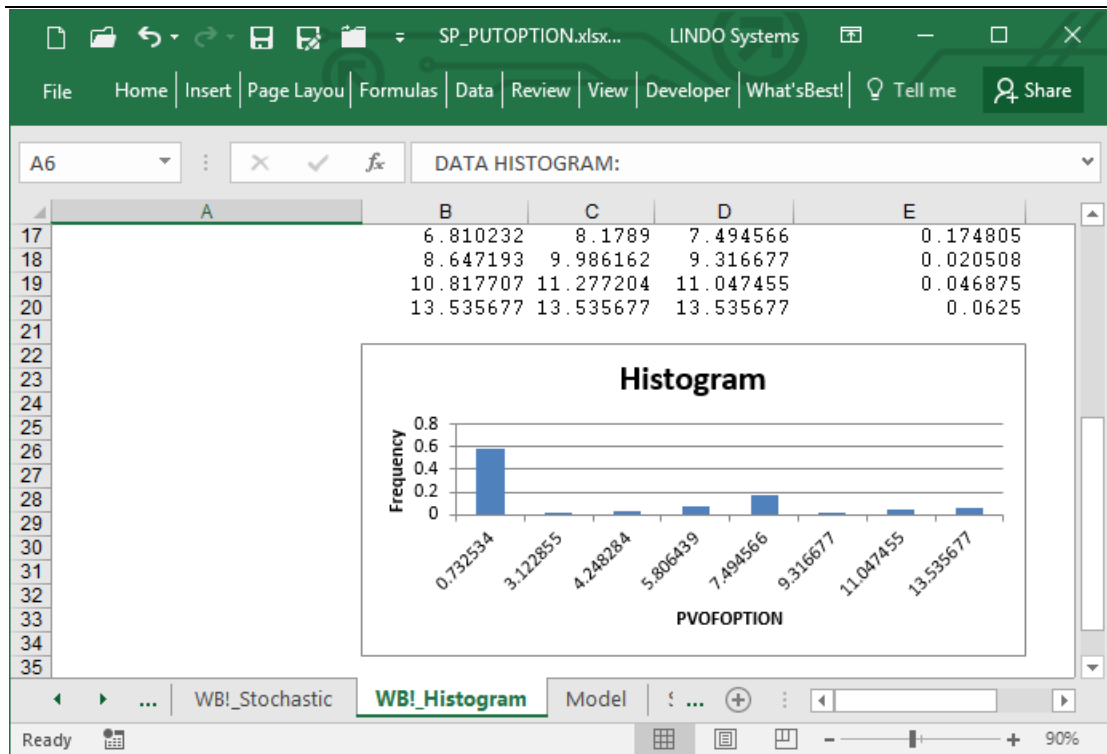 SP_PUTOPTION.xlsx... LINDO Systems
File Home Insert Page Layou Formulas Data Review View Developer What'sBest! Tell me Share
A6 fx DATA HISTOGRAM:
A B C D E
17 6.810232 8.1789 7.494566 0.174805
18 8.647193 9.986162 9.316677 0.020508
19 10.817707 11.277204 11.047455 0.046875
20 13.535677 13.535677 13.535677 0.0625
21
22
23
24
25
26
27
28
29
30
31
32
33
34
35
Histogram
Frequency
0.8
0.6
0.4
0.2
0
0.732534 3.122855 4.248284 5.806439 7.494566 9.316677 11.047455 13.535677
PVOFOPTION
... WB!_Stochastic WB!_Histogram Model ...
Ready 90%